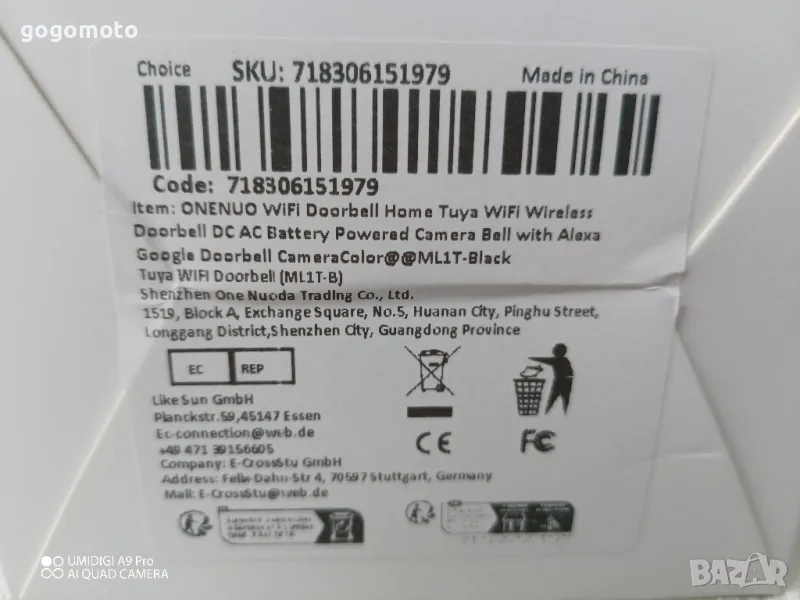 gogomoto
Choice SKU: 718306151979 Made in China
Code: 718306151979
Item: ONENUO WiFi Doorbell Home Tuya WiFi Wireless
Doorbell DC AC Battery Powered Camera Bell with Alexa
Google Doorbell CameraColor@@ML1T-Black
Tuya WIFI Doorbell (ML1T-B)
Shenzhen One Nuoda Trading Co., Ltd.
1519, Block A, Exchange Square, No.5, Huanan City, Pinghu Street,
Longgang District,Shenzhen City, Guangdong Province
EC REP
Like Sun GmbH
Planckstr.59,45147 Essen
Ec-connection@web.de
+49 471 39156605
Company: E-CrossStu GmbH
Address: Felix-Dahn-Str 4, 70597 Stuttgart, Germany
Mail: E-CrossStu@web.de
CE FC
UMIDIGI A9 Pro
AI QUAD CAMERA
BAZAR